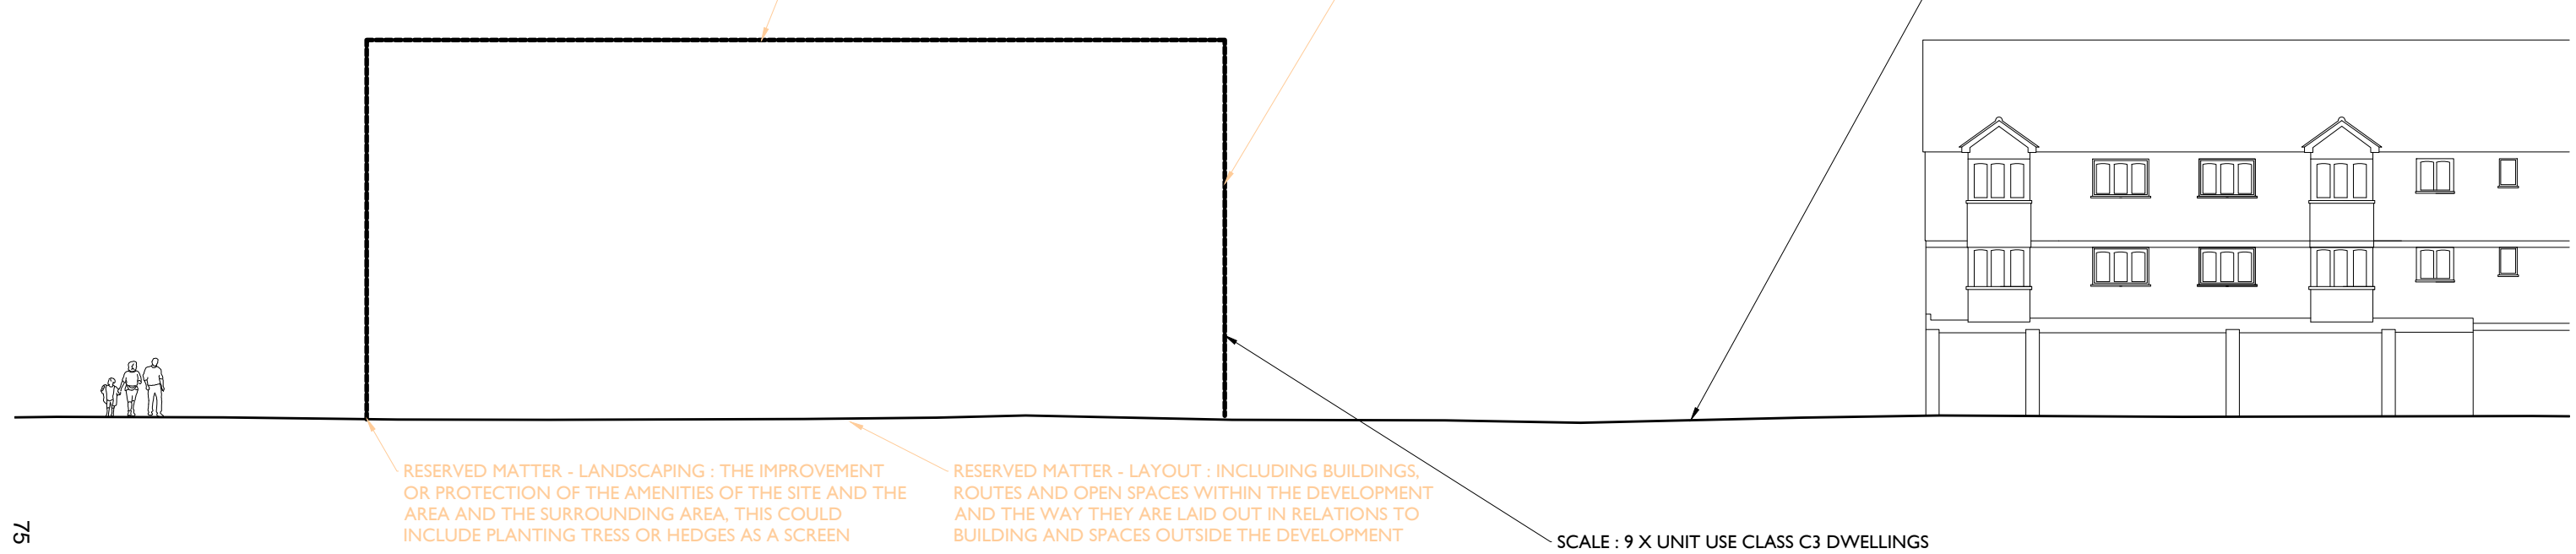 RESERVED MATTER - LANDSCAPING : THE IMPROVEMENT
OR PROTECTION OF THE AMENITIES OF THE SITE AND THE
AREA AND THE SURROUNDING AREA, THIS COULD
INCLUDE PLANTING TRESS OR HEDGES AS A SCREEN
RESERVED MATTER - LAYOUT : INCLUDING BUILDINGS,
ROUTES AND OPEN SPACES WITHIN THE DEVELOPMENT
AND THE WAY THEY ARE LAID OUT IN RELATIONS TO
BUILDING AND SPACES OUTSIDE THE DEVELOPMENT
SCALE : 9 X UNIT USE CLASS C3 DWELLINGS
75